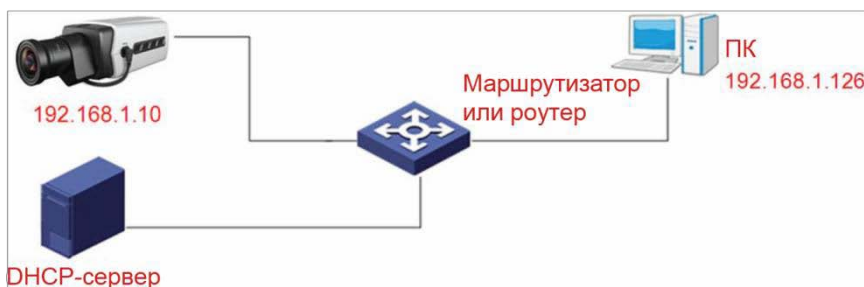 ПК
192.168.1.126
Маршрутизатор
или роутер
192.168.1.10
DHCP-сервер